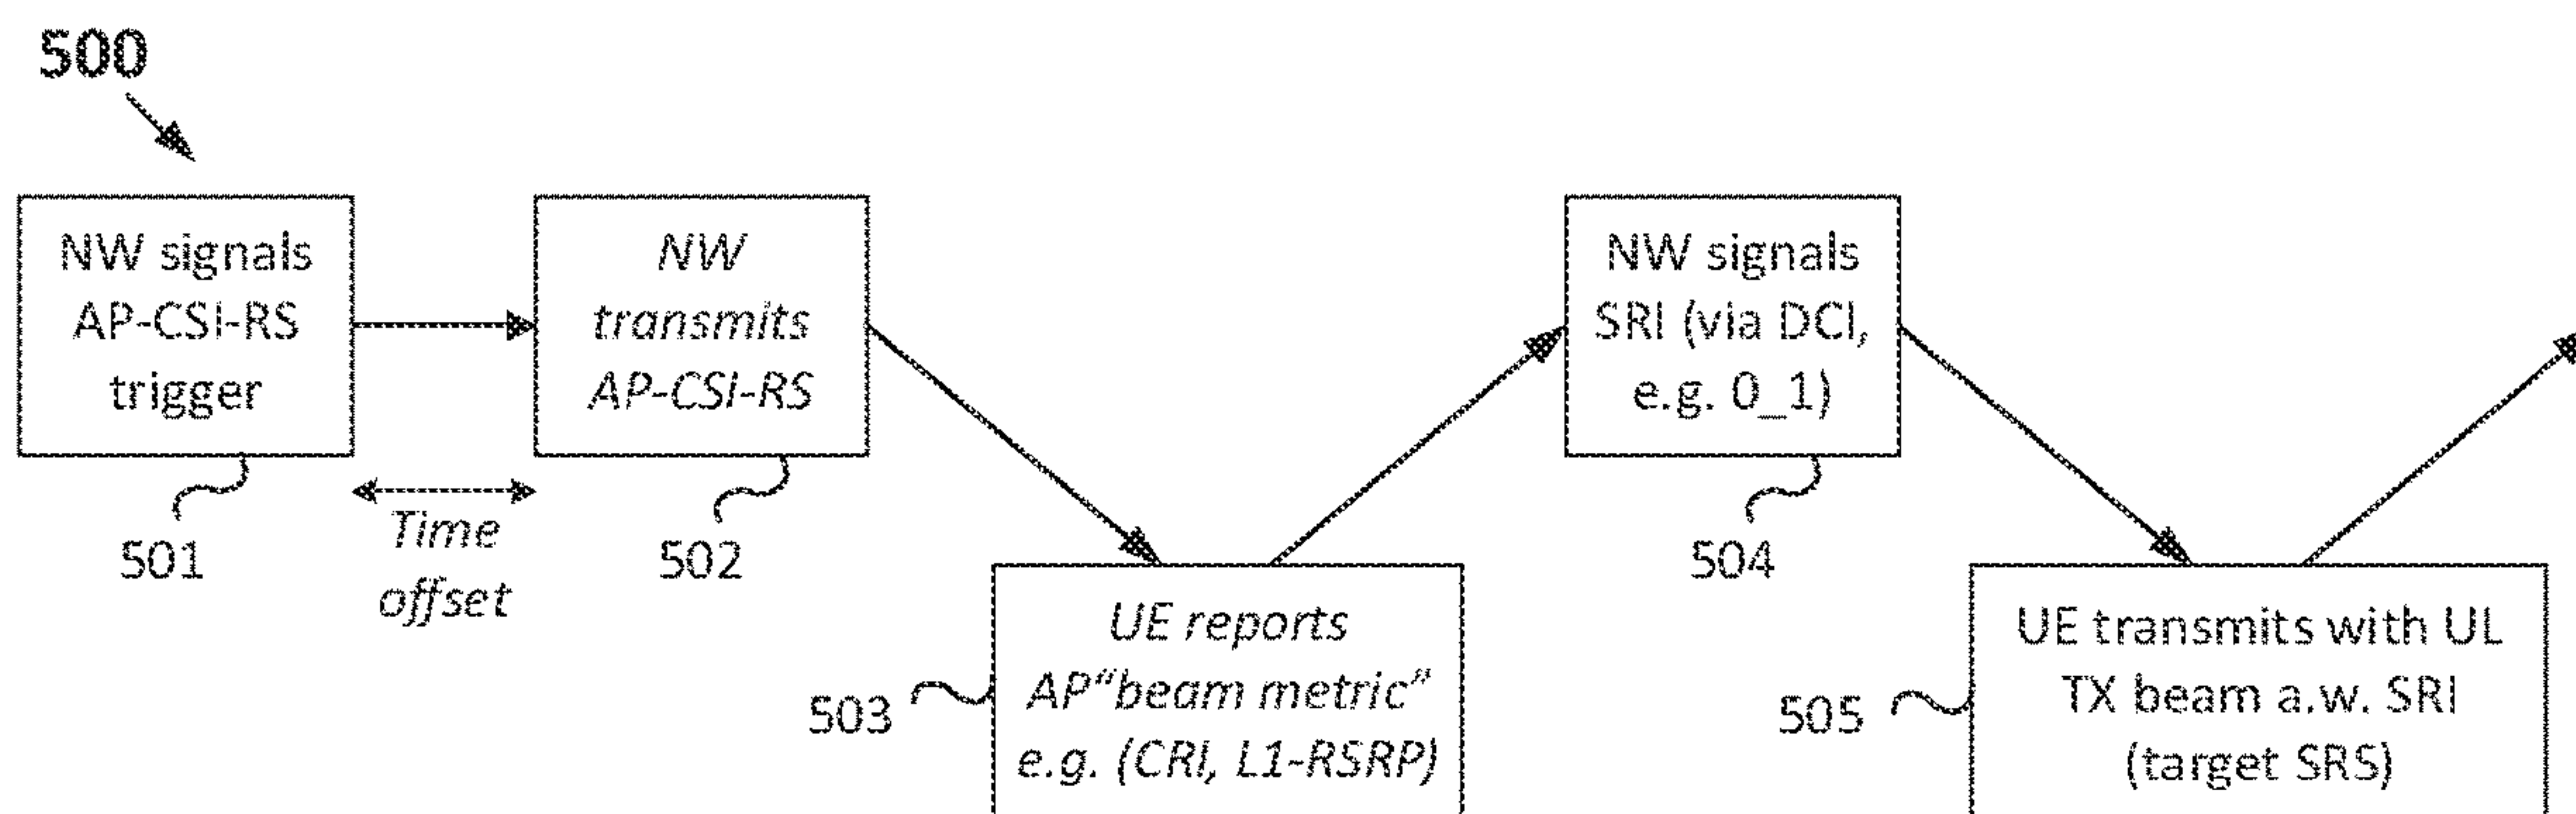 500
NW signals
AP-CSI-RS
trigger
501
Time
offset
NW
transmits
AP-CSI-RS
502
UE reports
AP“beam metric”
e.g. (CRI, L1-RSRP)
503
NW signals
SRI (via DCI,
e.g. 0_1)
504
UE transmits with UL
TX beam a.w. SRI
(target SRS)
505